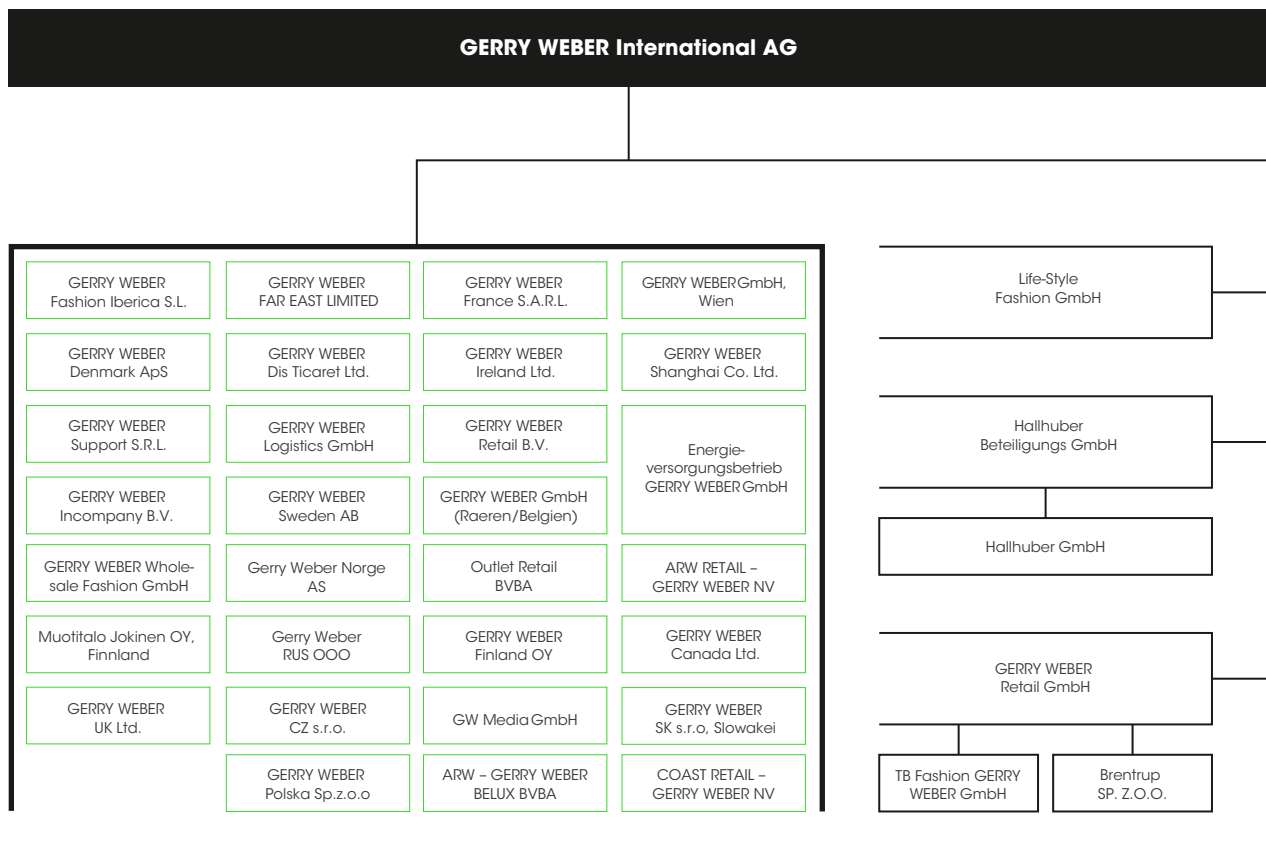 GERRY WEBER International AG
GERRY WEBER
Fashion Iberica S.L.
GERRY WEBER
FAR EAST LIMITED
GERRY WEBER
France S.A.R.L.
GERRY WEBER GmbH,
Wien
GERRY WEBER
Denmark ApS
GERRY WEBER
Dis Ticaret Ltd.
GERRY WEBER
Ireland Ltd.
GERRY WEBER
Shanghai Co. Ltd.
GERRY WEBER
Support S.R.L.
GERRY WEBER
Logistics GmbH
GERRY WEBER
Retail B.V.
Energie-
versorgungsbetrieb
GERRY WEBER GmbH
GERRY WEBER
Incompany B.V.
GERRY WEBER
Sweden AB
GERRY WEBER GmbH
(Raeren/Belgien)
GERRY WEBER Whole-
sale Fashion GmbH
Gerry Weber Norge
AS
Outlet Retail
BVBA
ARW RETAIL –
GERRY WEBER NV
Muotitalo Jokinen OY,
Finnland
Gerry Weber
RUS OOO
GERRY WEBER
Finland OY
GERRY WEBER
Canada Ltd.
GERRY WEBER
UK Ltd.
GERRY WEBER
CZ s.r.o.
GW Media GmbH
GERRY WEBER
SK s.r.o, Slowakei
GERRY WEBER
Polska Sp.z.o.o
ARW – GERRY WEBER
BELUX BVBA
COAST RETAIL –
GERRY WEBER NV
Life-Style
Fashion GmbH
Hallhuber
Beteiligungs GmbH
Hallhuber GmbH
GERRY WEBER
Retail GmbH
TB Fashion GERRY
WEBER GmbH
Brentrup
SP. Z.O.O.